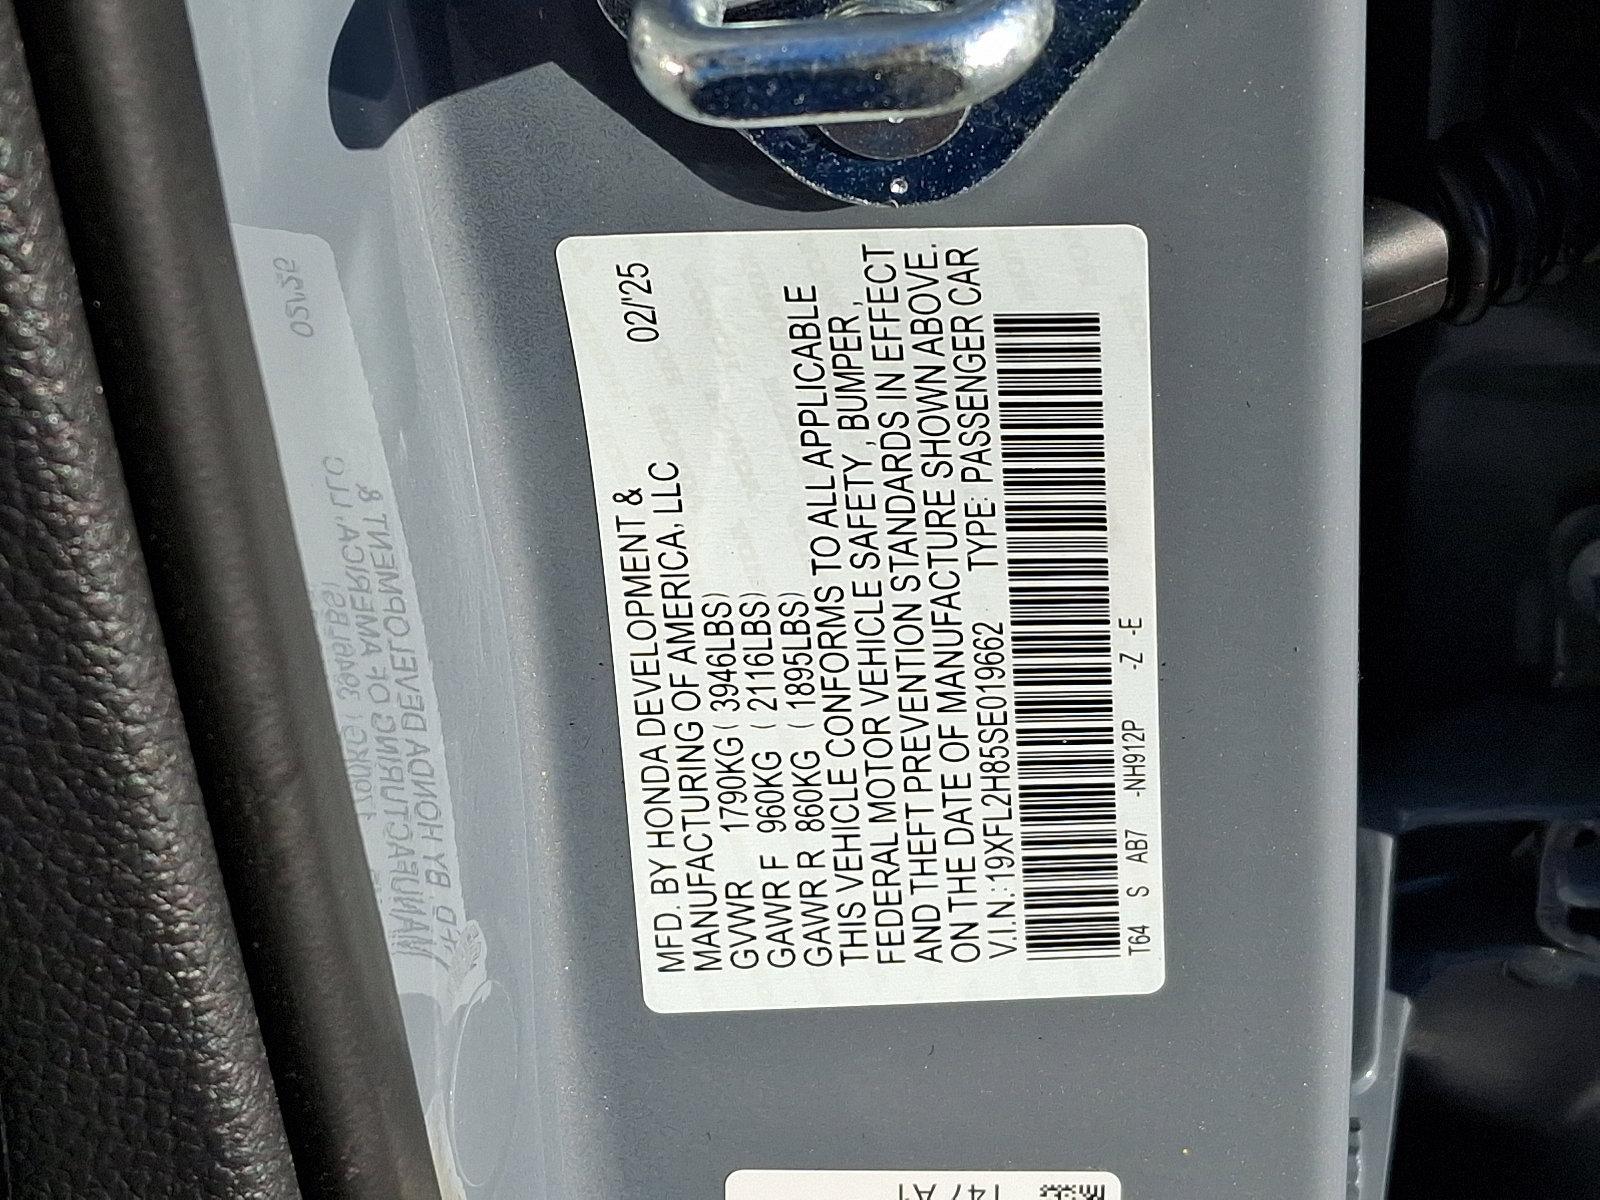 MFD. BY HONDA DEVELOPMENT & 02/'25
MANUFACTURING OF AMERICA, LLC
GVWR 1790KG ( 3946LBS)
GAWR F 960KG ( 2116LBS)
GAWR R 860KG ( 1895LBS)
THIS VEHICLE CONFORMS TO ALL APPLICABLE
FEDERAL MOTOR VEHICLE SAFETY , BUMPER,
AND THEFT PREVENTION STANDARDS IN EFFECT
ON THE DATE OF MANUFACTURE SHOWN ABOVE.
V.I.N.:19XFL2H85SE019662 TYPE: PASSENGER CAR
T64 S AB7 -NH912P -Z -E